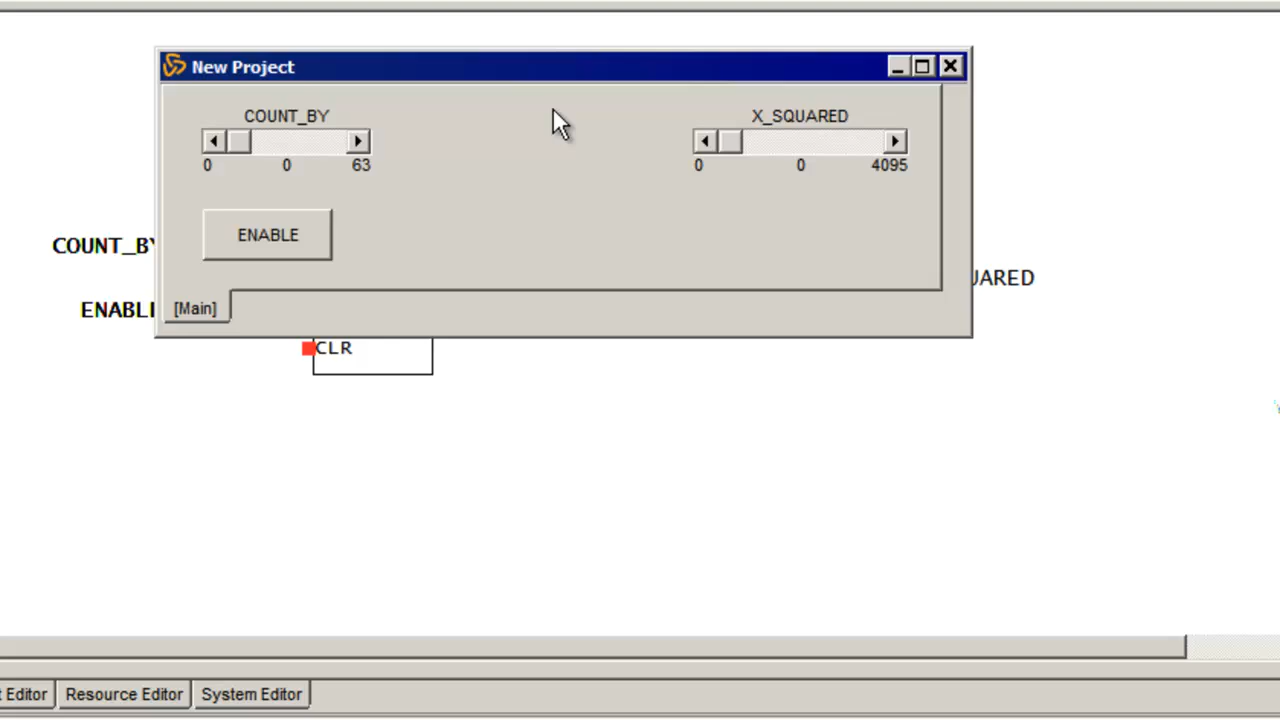 New Project
COUNT_BY
X_SQUARED
0 0 63
0 0 4095
ENABLE
[Main]
COUNT_BY
ENABLE
UARED
CLR
t Editor
Resource Editor
System Editor